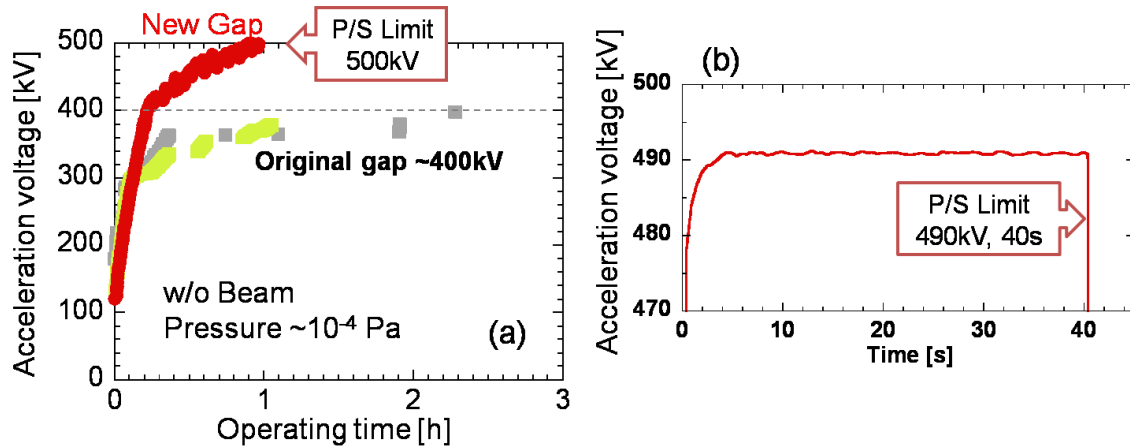 New Gap
P/S Limit
500kV
Original gap ~400kV
w/o Beam
Pressure ~10⁻⁴ Pa
(a)
Acceleration voltage [kV]
500
400
300
200
100
0
0
1
2
3
Operating time [h]
(b)
P/S Limit
490kV, 40s
Acceleration voltage [kV]
500
490
480
470
0
10
20
30
40
Time [s]